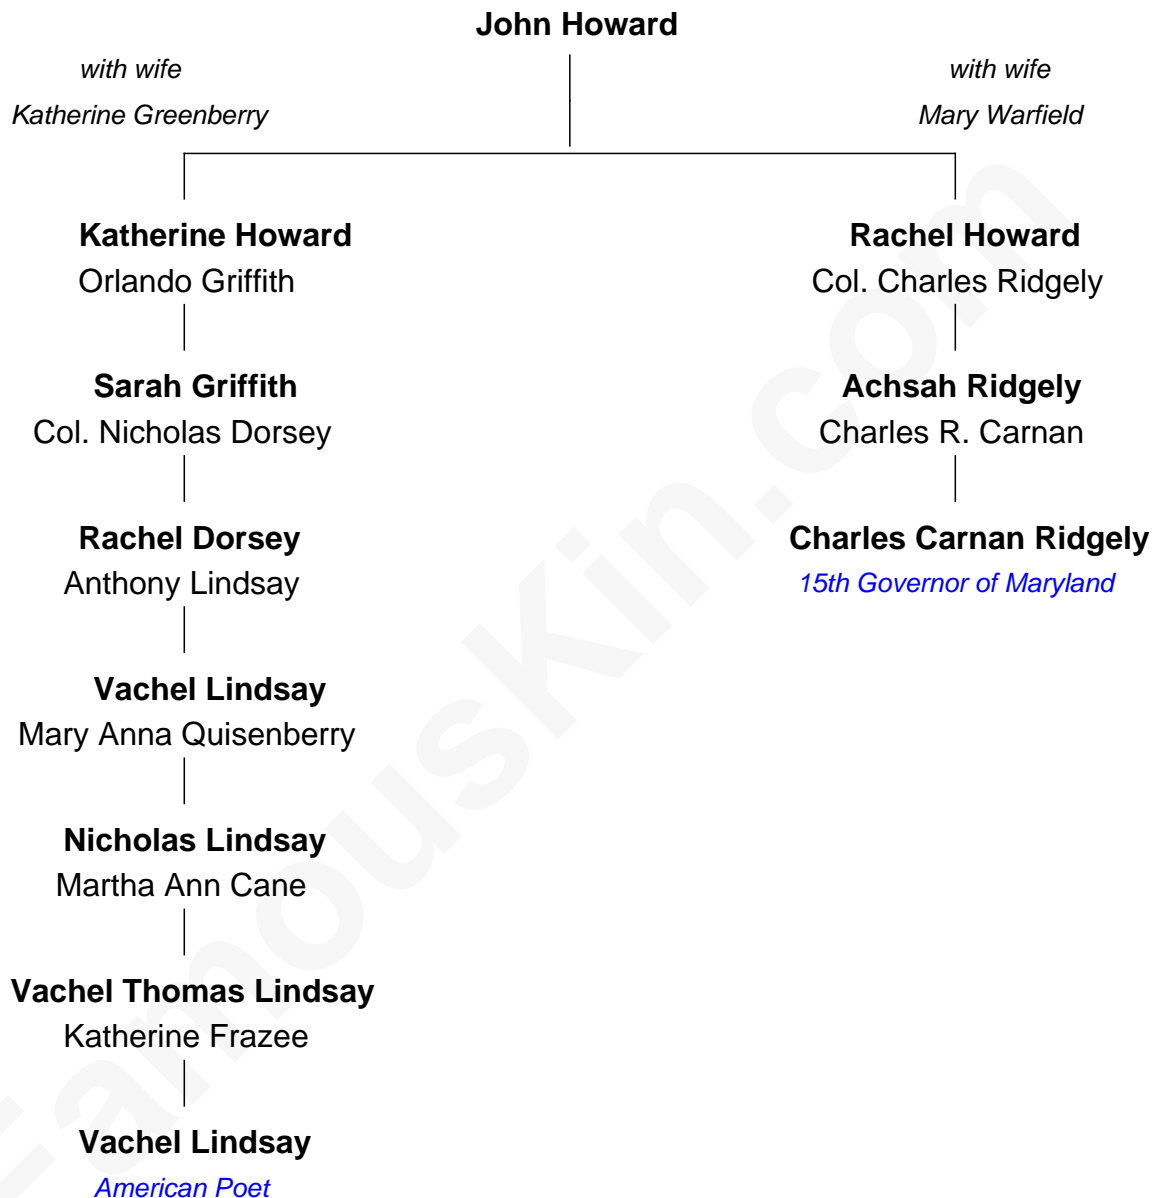 John Howard
with wife
Katherine Greenberry
with wife
Mary Warfield
Katherine Howard
Orlando Griffith
Rachel Howard
Col. Charles Ridgely
Sarah Griffith
Col. Nicholas Dorsey
Achsah Ridgely
Charles R. Carnan
Rachel Dorsey
Anthony Lindsay
Charles Carnan Ridgely
15th Governor of Maryland
Vachel Lindsay
Mary Anna Quisenberry
Nicholas Lindsay
Martha Ann Cane
Vachel Thomas Lindsay
Katherine Frazee
Vachel Lindsay
American Poet
FamousKin.com